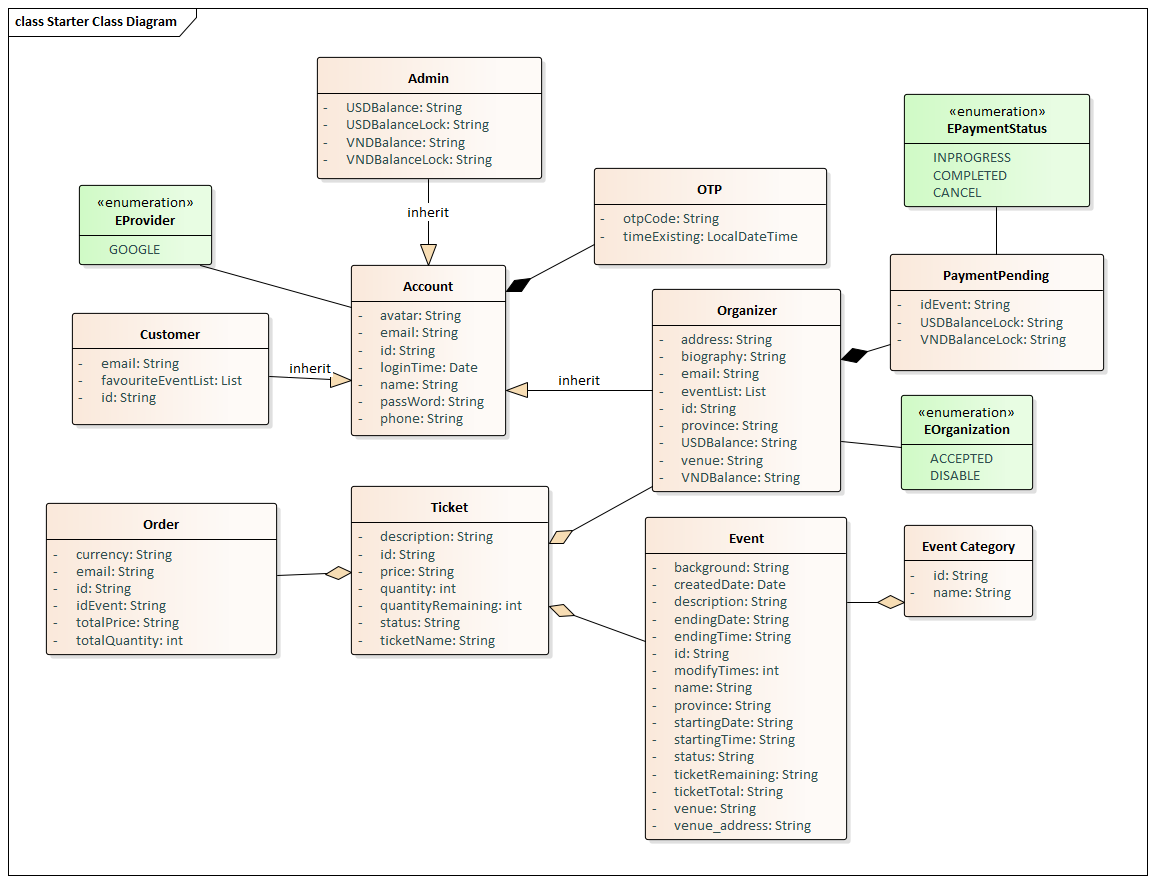 class Starter Class Diagram
Admin
- USDBalance: String
- USDBalanceLock: String
- VNDBalance: String
- VNDBalanceLock: String
inherit
«enumeration»
EProvider
GOOGLE
OTP
- otpCode: String
- timeExisting: LocalDateTime
«enumeration»
EPaymentStatus
INPROGRESS
COMPLETED
CANCEL
Account
- avatar: String
- email: String
- id: String
- loginTime: Date
- name: String
- passWord: String
- phone: String
Customer
- email: String
- favouriteEventList: List
- id: String
inherit
inherit
Organizer
- address: String
- biography: String
- email: String
- eventList: List
- id: String
- province: String
- USDBalance: String
- venue: String
- VNDBalance: String
PaymentPending
- idEvent: String
- USDBalanceLock: String
- VNDBalanceLock: String
«enumeration»
EOrganization
ACCEPTED
DISABLE
Order
- currency: String
- email: String
- id: String
- idEvent: String
- totalPrice: String
- totalQuantity: int
Ticket
- description: String
- id: String
- price: String
- quantity: int
- quantityRemaining: int
- status: String
- ticketName: String
Event
- background: String
- createdDate: Date
- description: String
- endingDate: String
- endingTime: String
- id: String
- modifyTimes: int
- name: String
- province: String
- startingDate: String
- startingTime: String
- status: String
- ticketRemaining: String
- ticketTotal: String
- venue: String
- venue_address: String
Event Category
- id: String
- name: String